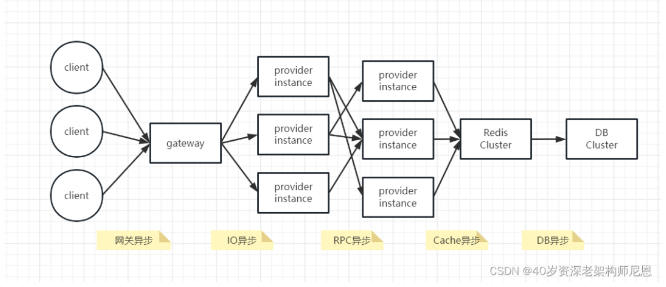 client
client
client
gateway
provider
instance
provider
instance
provider
instance
provider
instance
provider
instance
provider
instance
Redis
Cluster
DB
Cluster
网关异步
IO异步
RPC异步
Cache异步
DB异步
CSDN @40岁资深老架构师尼恩